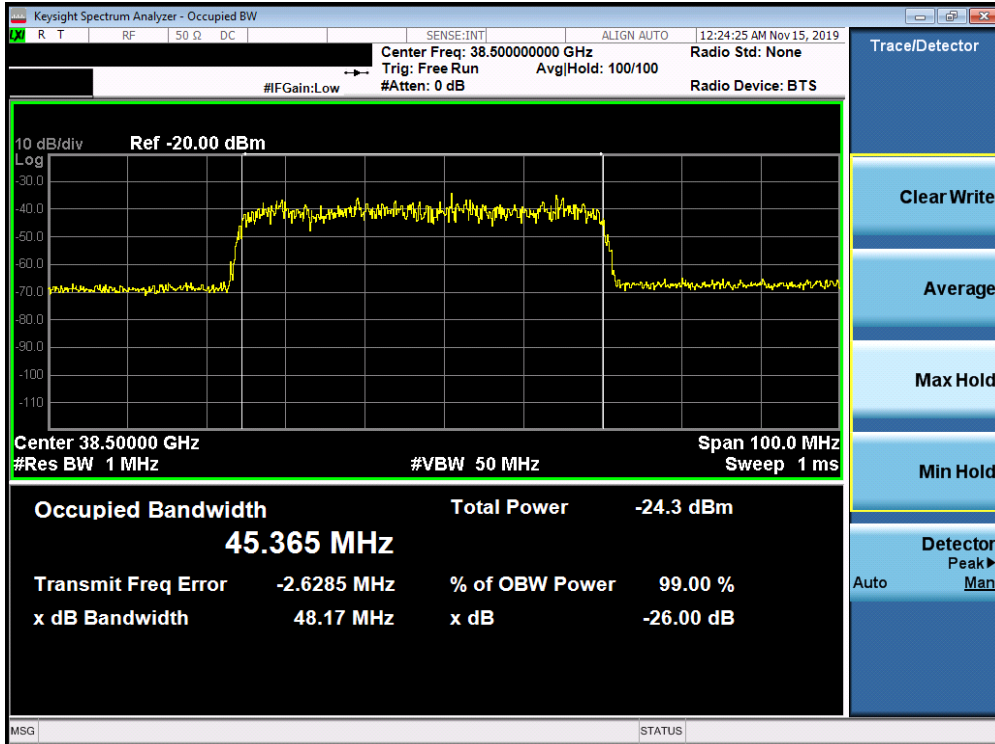 Keysight Spectrum Analyzer - Occupied BW
LXI R T RF 50 Ω DC SENSE:INT ALIGN AUTO 12:24:25 AM Nov 15, 2019
Center Freq: 38.500000000 GHz Radio Std: None
Trig: Free Run Avg|Hold: 100/100
#IFGain:Low #Atten: 0 dB Radio Device: BTS
10 dB/div Ref -20.00 dBm
Log
-30.0
-40.0
-50.0
-60.0
-70.0
-80.0
-90.0
-100
-110
Center 38.50000 GHz Span 100.0 MHz
#Res BW 1 MHz #VBW 50 MHz Sweep 1 ms
Occupied Bandwidth Total Power -24.3 dBm
45.365 MHz
Transmit Freq Error -2.6285 MHz % of OBW Power 99.00 %
x dB Bandwidth 48.17 MHz x dB -26.00 dB
MSG STATUS
Trace/Detector
Clear Write
Average
Max Hold
Min Hold
Detector
Peak▶
Auto Man